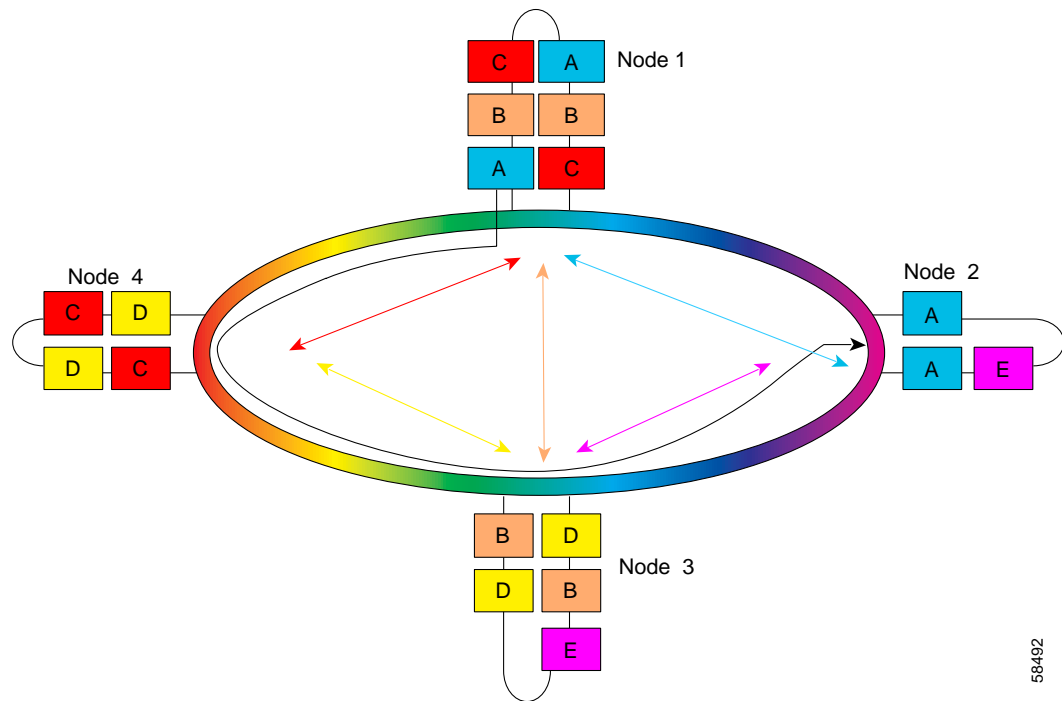 C A Node 1
B B
A C
Node 4
C D
D C
Node 2
A
A E
B D
Node 3
D B
E
58492